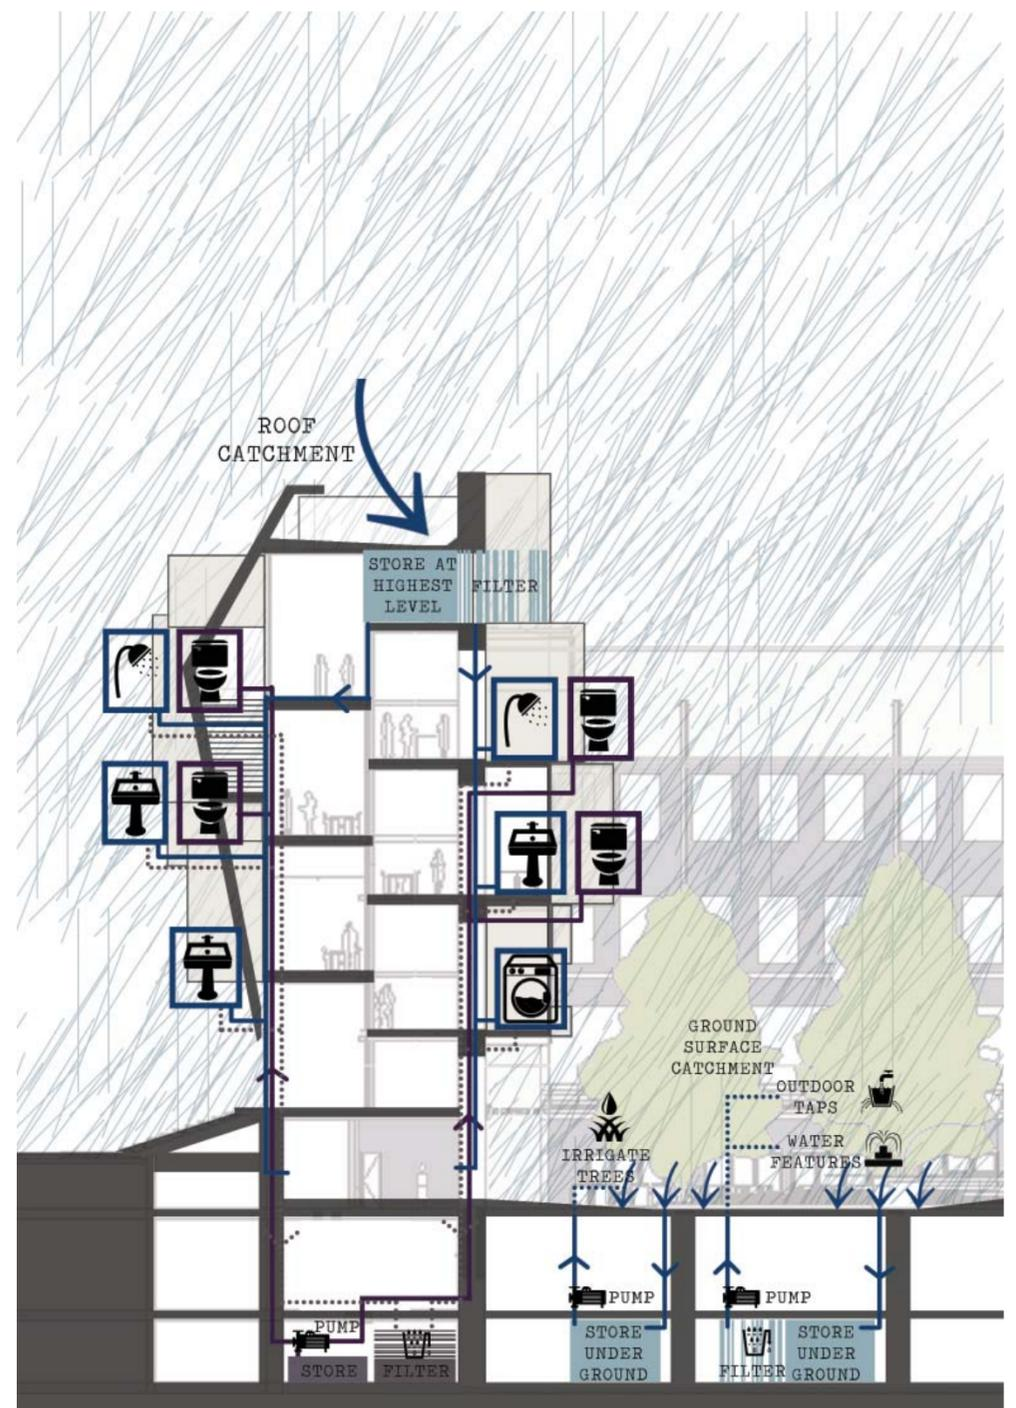 ROOF
CATCHMENT
STORE AT
HIGHEST
LEVEL
FILTER
GROUND
SURFACE
CATCHMENT
OUTDOOR
TAPS
WATER
FEATURES
IRRIGATE
TREES
PUMP
STORE
FILTER
PUMP
STORE
UNDER
GROUND
PUMP
FILTER
STORE
UNDER
GROUND